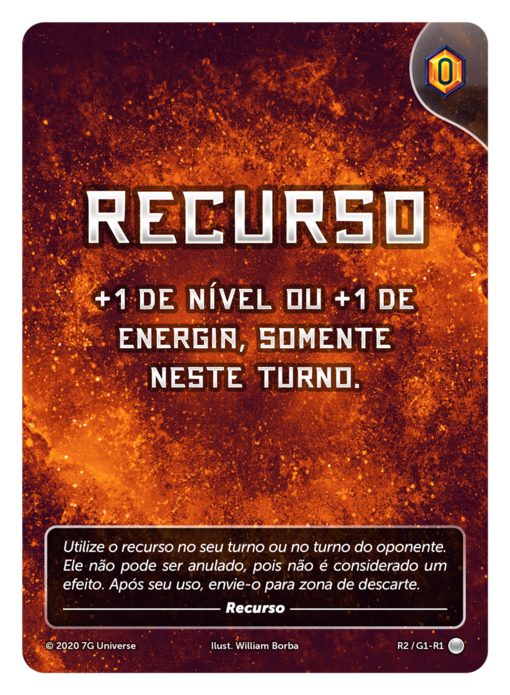 0
RECURSO
+1 DE NÍVEL OU +1 DE
ENERGIA, SOMENTE
NESTE TURNO.
Utilize o recurso no seu turno ou no turno do oponente.
Ele não pode ser anulado, pois não é considerado um
efeito. Após seu uso, envie-o para zona de descarte.
Recurso
© 2020 7G Universe Ilust. William Borba R2 / G1-R1